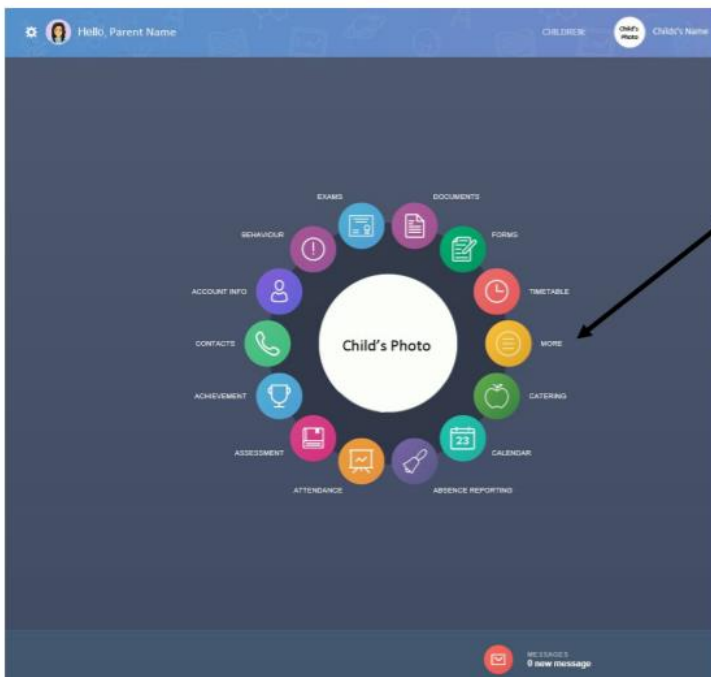 Hello, Parent Name
CHILDREN:
Child's
Photo
Childs's Name
EXAMS
DOCUMENTS
BEHAVIOUR
FORMS
ACCOUNT INFO
TIMETABLE
CONTACTS
Child's Photo
MORE
ACHIEVEMENT
CATERING
ASSESSMENT
23
CALENDAR
ATTENDANCE
ABSENCE REPORTING
MESSAGES
0 new message